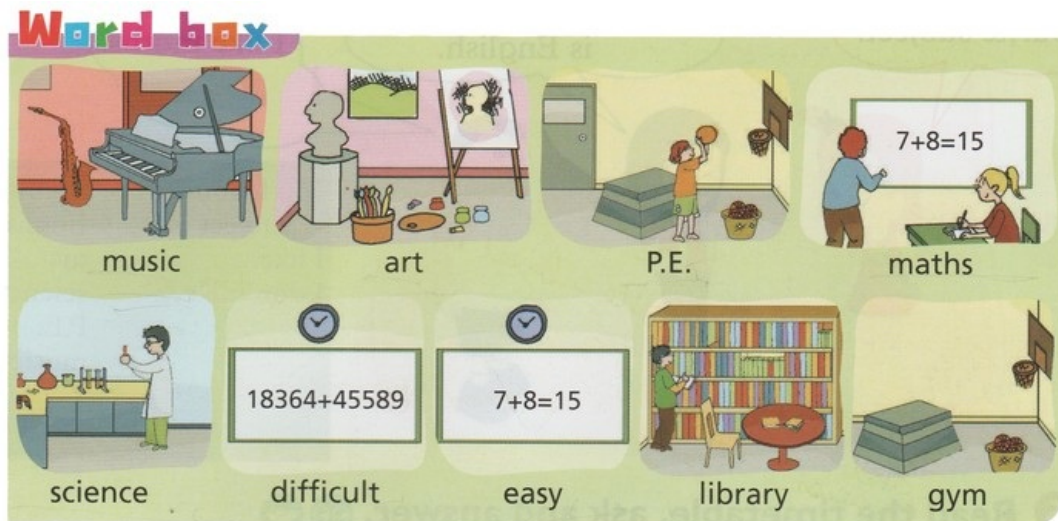 Word box
7+8=15
music
art
P.E.
maths
18364+45589
7+8=15
science
difficult
easy
library
gym